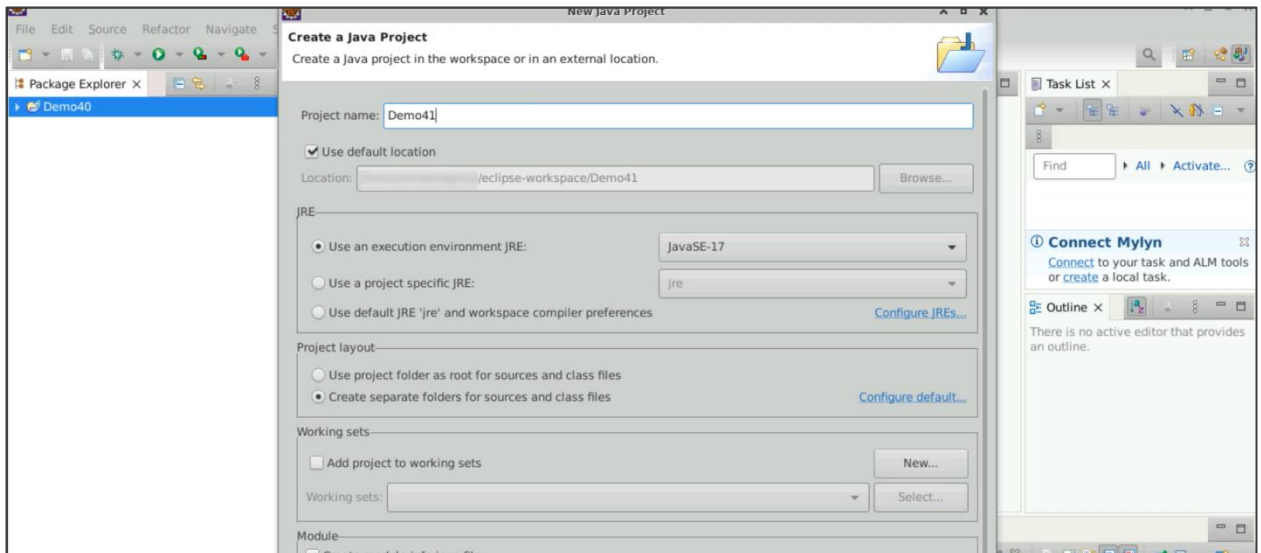 New Java Project
File Edit Source Refactor Navigate
Create a Java Project
Create a Java project in the workspace or in an external location.
Package Explorer
Demo40
Project name: Demo41
Use default location
Location: /eclipse-workspace/Demo41 Browse...
JRE
Use an execution environment JRE: JavaSE-17
Use a project specific JRE: jre
Use default JRE 'jre' and workspace compiler preferences Configure JREs...
Project layout
Use project folder as root for sources and class files
Create separate folders for sources and class files Configure default...
Working sets
Add project to working sets New...
Working sets: Select...
Module
Task List
Find All Activate...
Connect Mylyn
Connect to your task and ALM tools
or create a local task.
Outline
There is no active editor that provides
an outline.